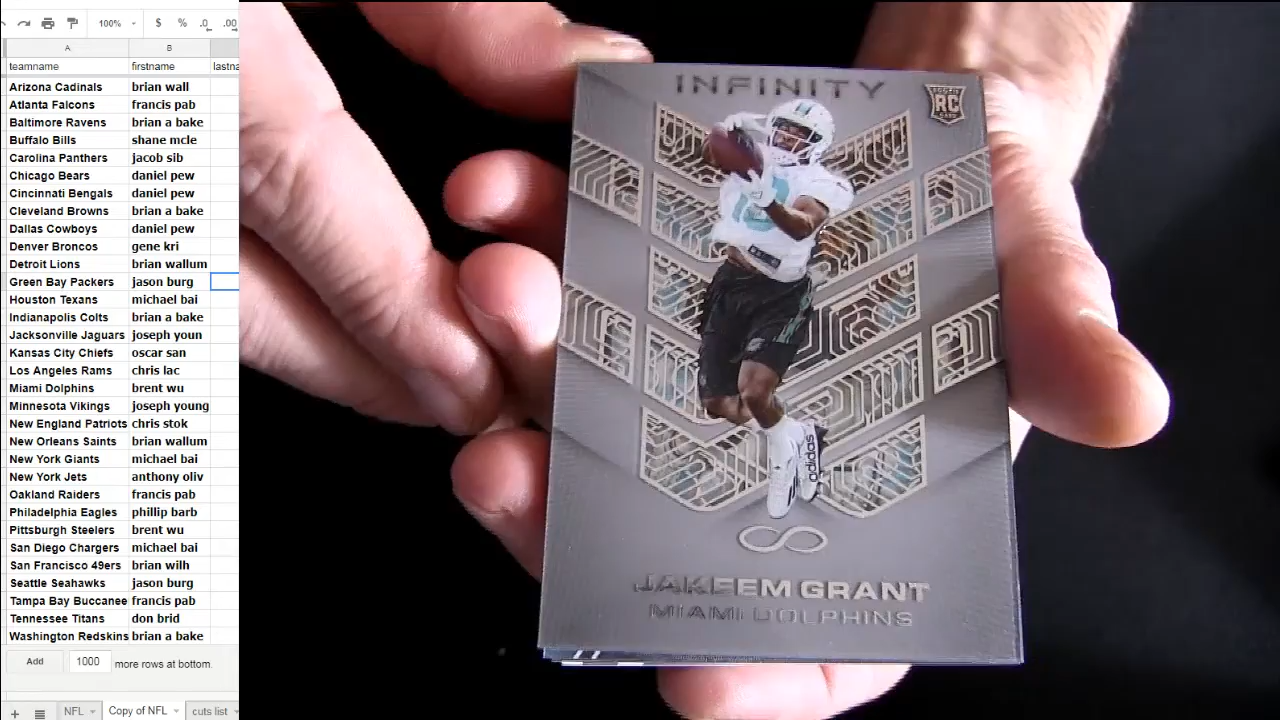 100% $ % .0 .00
A B
teamname firstname lastna
Arizona Cadinals brian wall
Atlanta Falcons francis pab
Baltimore Ravens brian a bake
Buffalo Bills shane mcle
Carolina Panthers jacob sib
Chicago Bears daniel pew
Cincinnati Bengals daniel pew
Cleveland Browns brian a bake
Dallas Cowboys daniel pew
Denver Broncos gene kri
Detroit Lions brian wallum
Green Bay Packers jason burg
Houston Texans michael bai
Indianapolis Colts brian a bake
Jacksonville Jaguars joseph youn
Kansas City Chiefs oscar san
Los Angeles Rams chris lac
Miami Dolphins brent wu
Minnesota Vikings joseph young
New England Patriots chris stok
New Orleans Saints brian wallum
New York Giants michael bai
New York Jets anthony oliv
Oakland Raiders francis pab
Philadelphia Eagles phillip barb
Pittsburgh Steelers brent wu
San Diego Chargers michael bai
San Francisco 49ers brian wilh
Seattle Seahawks jason burg
Tampa Bay Buccanee francis pab
Tennessee Titans don brid
Washington Redskins brian a bake
Add 1000 more rows at bottom.
+ NFL Copy of NFL cuts list
INFINITY
RC
adidas
JAKEEM GRANT
MIAMI DOLPHINS